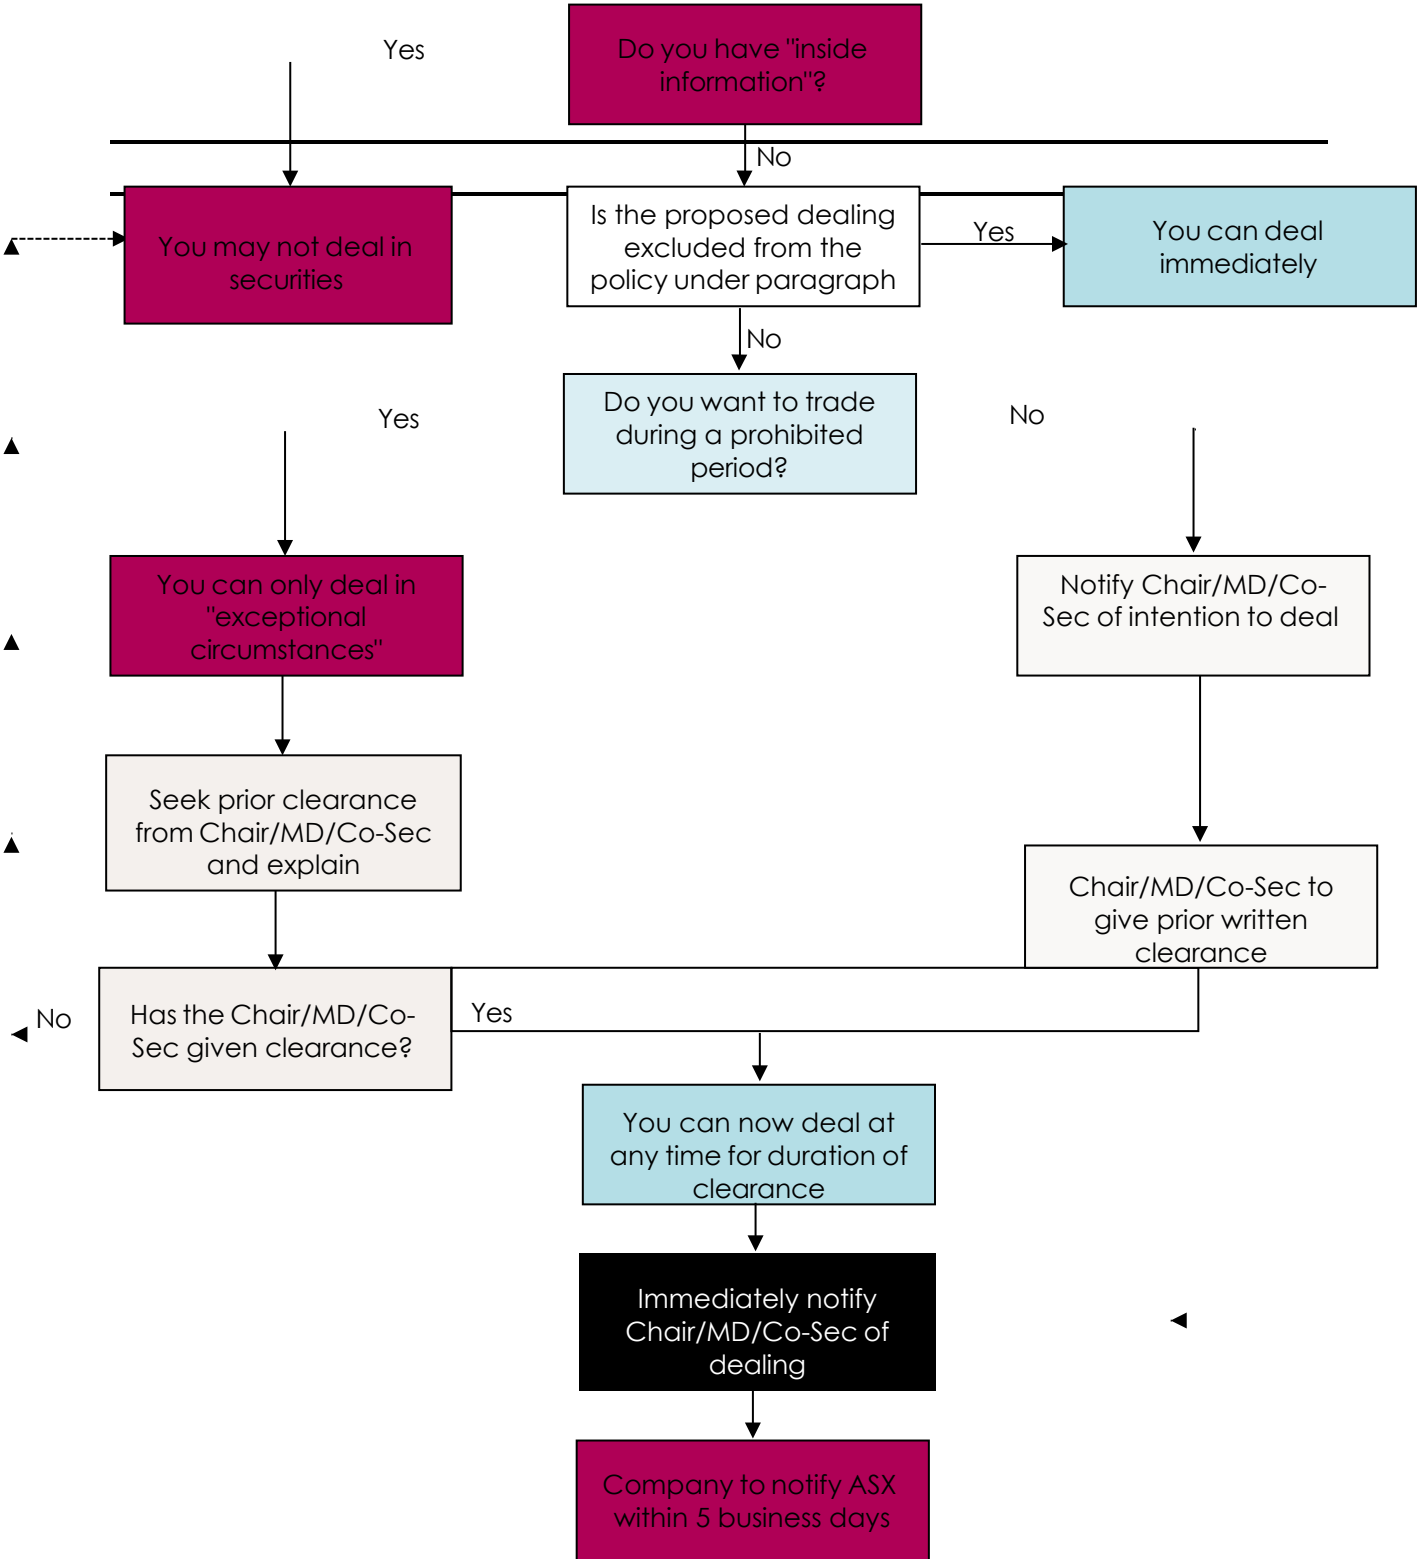 Yes
Do you have "inside
information"?
No
You may not deal in
securities
Is the proposed dealing
excluded from the
policy under paragraph
Yes
You can deal
immediately
No
Yes
Do you want to trade
during a prohibited
period?
No
You can only deal in
"exceptional
circumstances"
Notify Chair/MD/Co-
Sec of intention to deal
Seek prior clearance
from Chair/MD/Co-Sec
and explain
Chair/MD/Co-Sec to
give prior written
clearance
No
Has the Chair/MD/Co-
Sec given clearance?
Yes
You can now deal at
any time for duration of
clearance
Immediately notify
Chair/MD/Co-Sec of
dealing
Company to notify ASX
within 5 business days